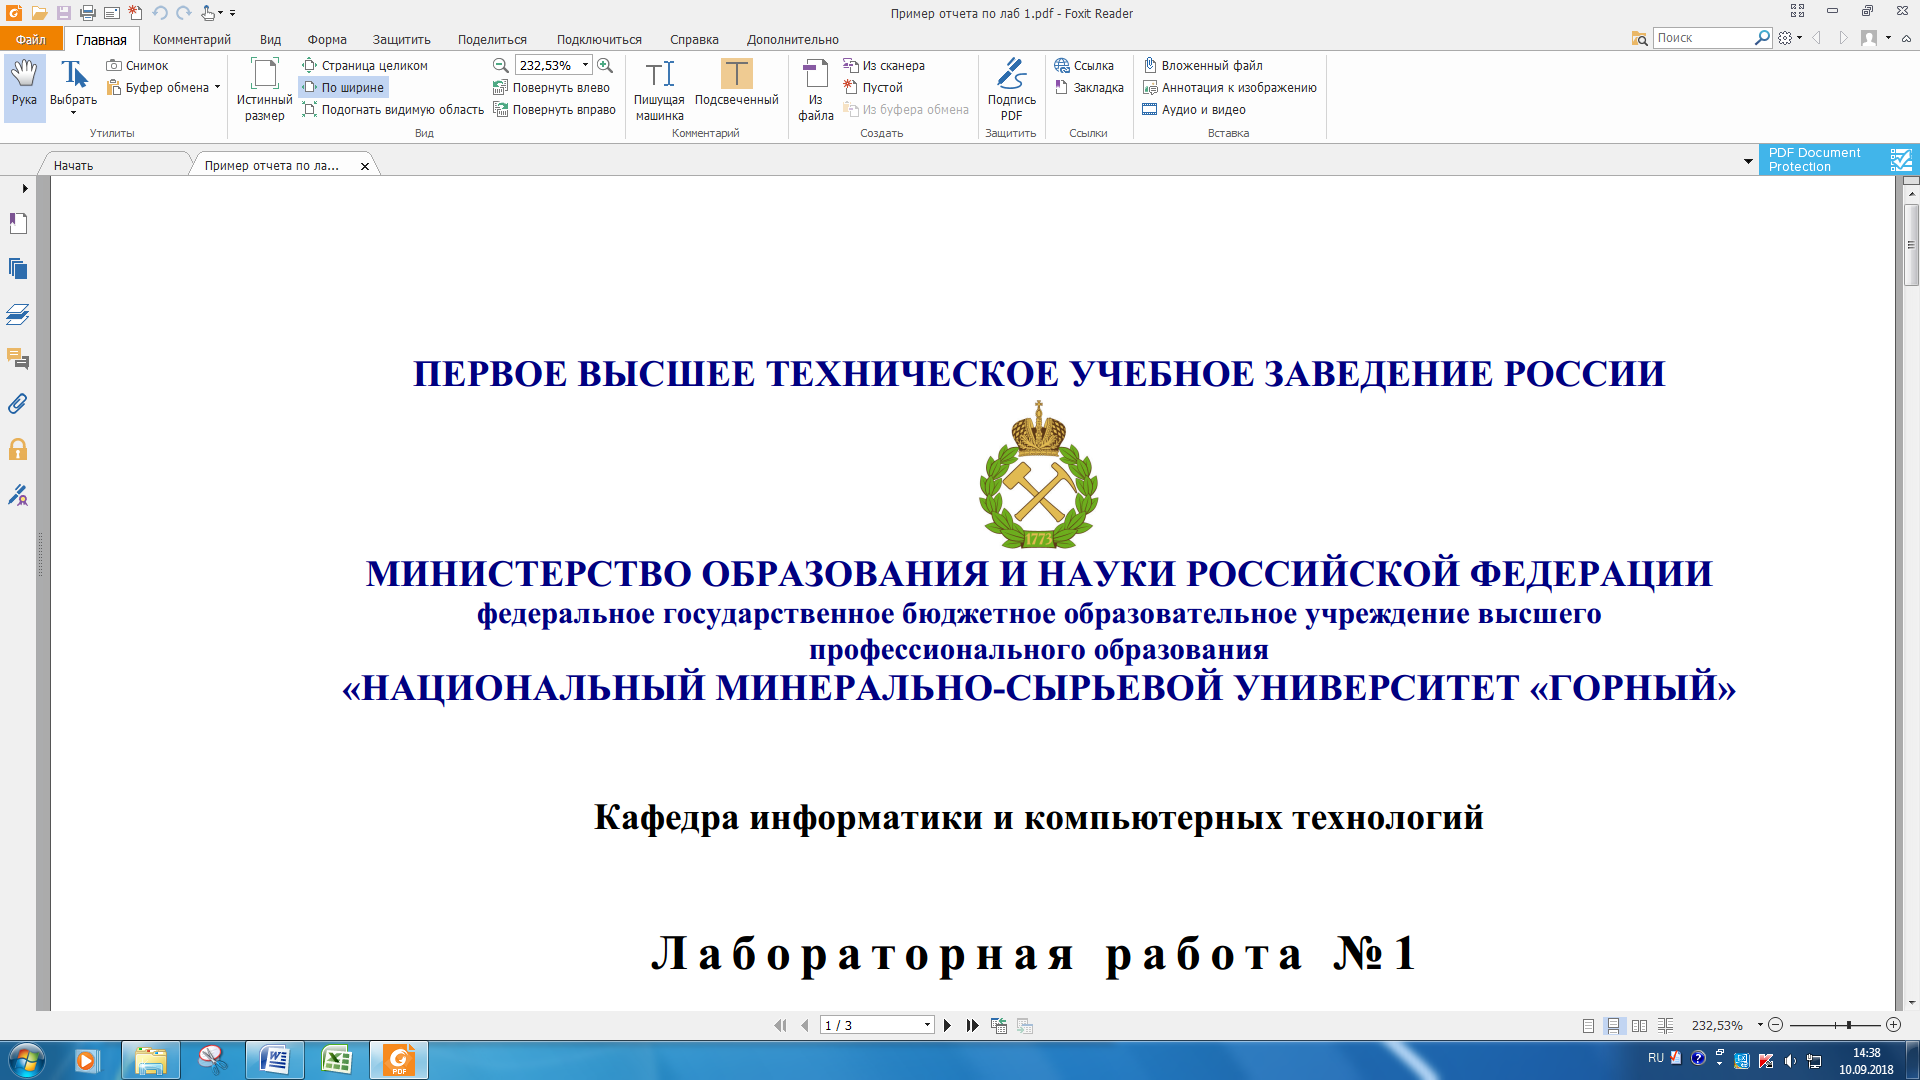 Пример отчета по лаб 1.pdf - Foxit Reader
Файл Главная Комментарий Вид Форма Защитить Поделиться Подключиться Справка Дополнительно Поиск
Рука
Выбрать
Снимок
Буфер обмена
Утилиты
Истинный размер
Страница целиком
По ширине
Подогнать видимую область
232,53%
Повернуть влево
Повернуть вправо
Вид
Пишущая машинка
Подсвеченный
Комментарий
Из файла
Из сканера
Пустой
Из буфера обмена
Создать
Подпись PDF
Защитить
Ссылка
Закладка
Ссылки
Вложенный файл
Аннотация к изображению
Аудио и видео
Вставка
Начать
Пример отчета по ла...
PDF Document
Protection
ПЕРВОЕ ВЫСШЕЕ ТЕХНИЧЕСКОЕ УЧЕБНОЕ ЗАВЕДЕНИЕ РОССИИ
1773
МИНИСТЕРСТВО ОБРАЗОВАНИЯ И НАУКИ РОССИЙСКОЙ ФЕДЕРАЦИИ
федеральное государственное бюджетное образовательное учреждение высшего
профессионального образования
«НАЦИОНАЛЬНЫЙ МИНЕРАЛЬНО-СЫРЬЕВОЙ УНИВЕРСИТЕТ «ГОРНЫЙ»
Кафедра информатики и компьютерных технологий
Лабораторная работа №1
1 / 3
232,53%
PDF
RU
14:38
10.09.2018